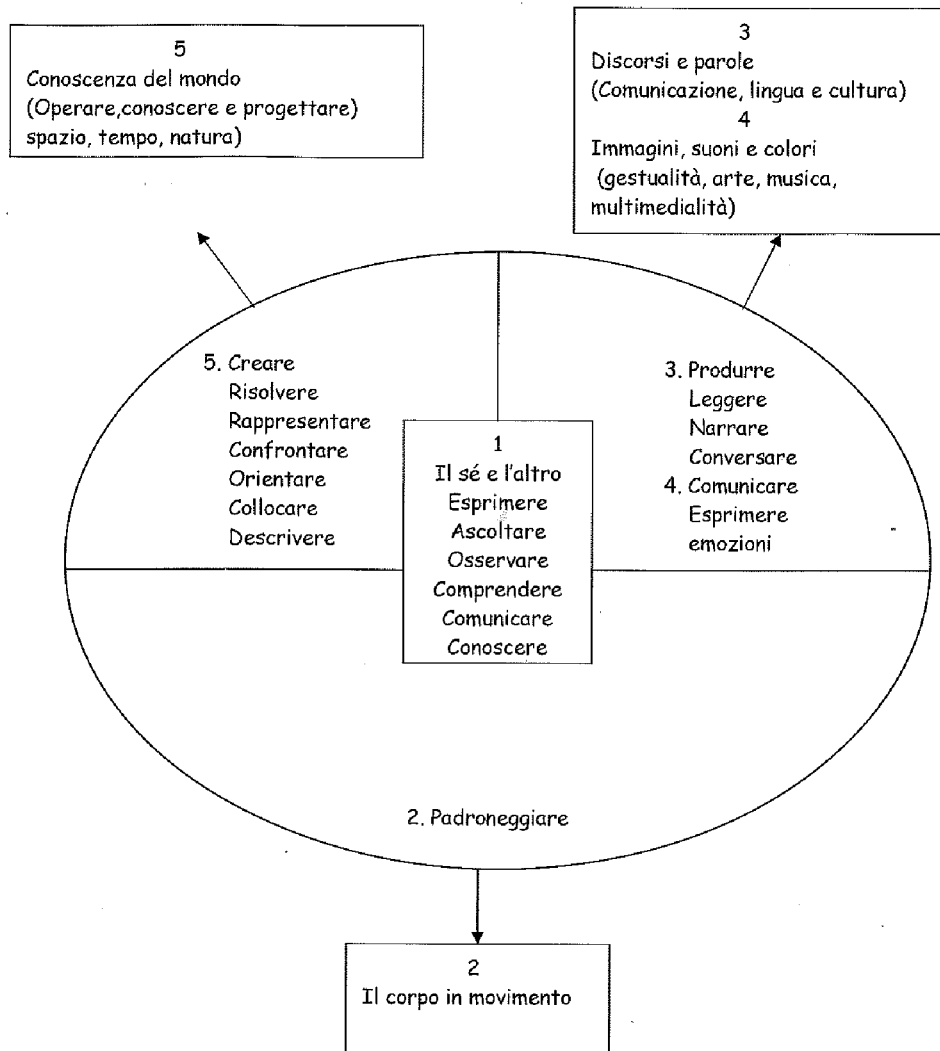 5
Conoscenza del mondo
(Operare,conoscere e progettare)
spazio, tempo, natura)
3
Discorsi e parole
(Comunicazione, lingua e cultura)
4
Immagini, suoni e colori
(gestualità, arte, musica,
multimedialità)
5. Creare
Risolvere
Rappresentare
Confrontare
Orientare
Collocare
Descrivere
3. Produrre
Leggere
Narrare
Conversare
4. Comunicare
Esprimere
emozioni
1
Il sé e l'altro
Esprimere
Ascoltare
Osservare
Comprendere
Comunicare
Conoscere
2. Padroneggiare
2
Il corpo in movimento